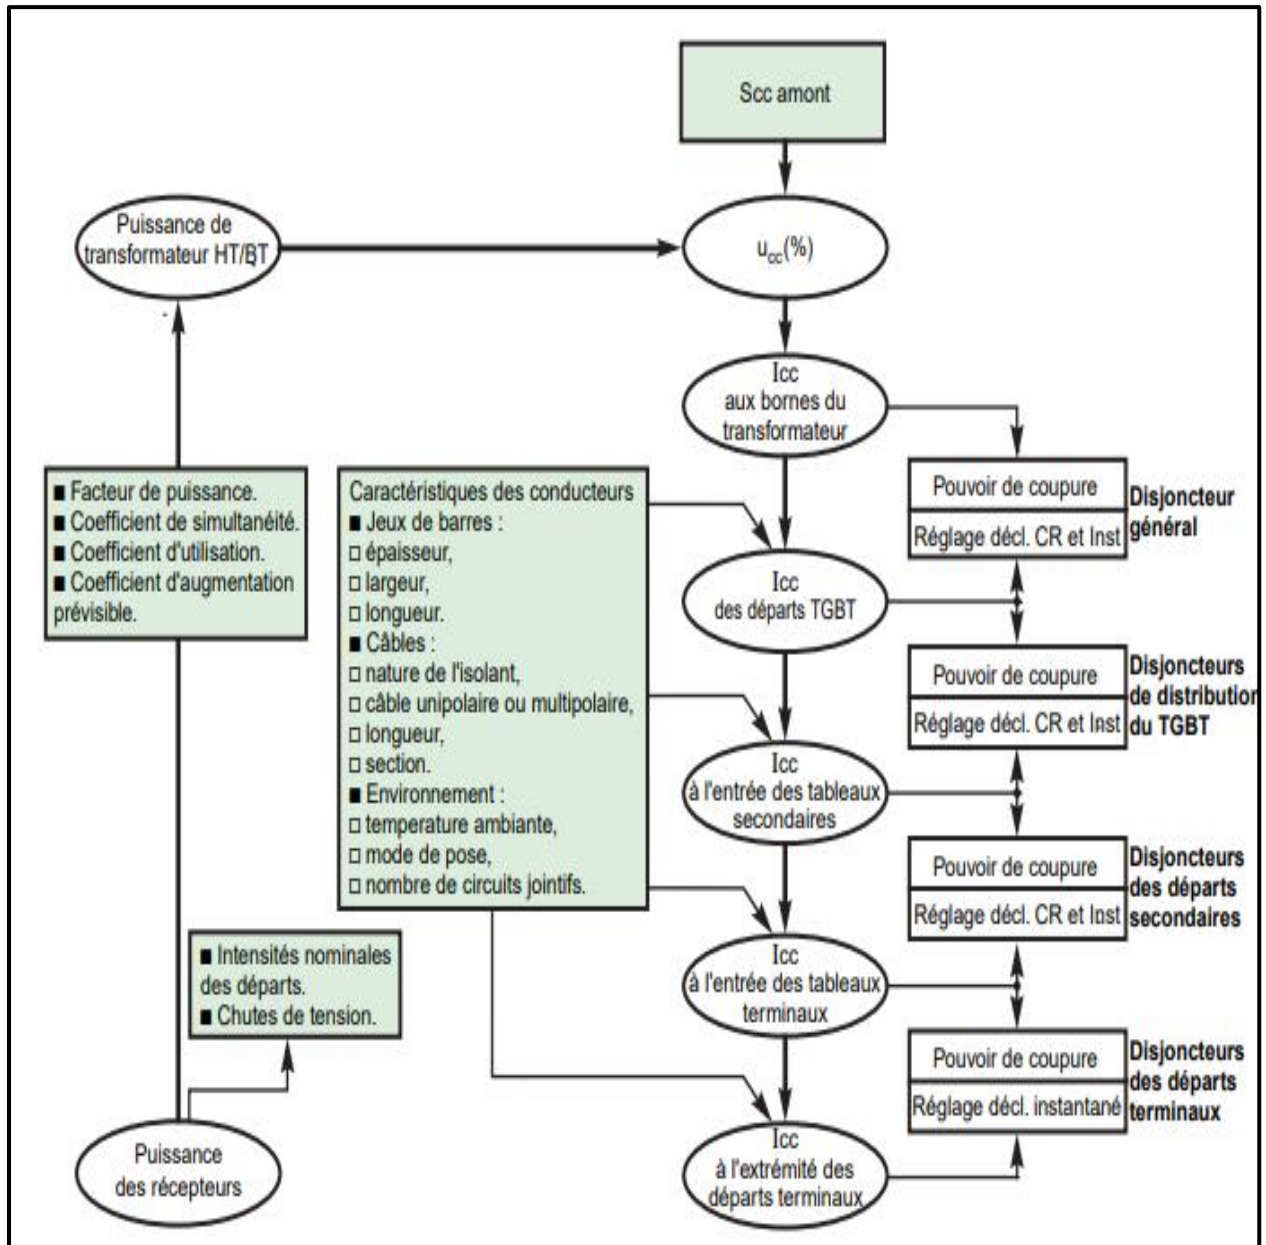 Scc amont
Puissance de
transformateur HT/BT
ucc(%)
Icc
aux bornes du
transformateur
■ Facteur de puissance.
■ Coefficient de simultanéité.
■ Coefficient d'utilisation.
■ Coefficient d'augmentation
prévisible.
Caractéristiques des conducteurs
■ Jeux de barres :
□ épaisseur,
□ largeur,
□ longueur.
■ Câbles :
□ nature de l'isolant,
□ câble unipolaire ou multipolaire,
□ longueur,
□ section.
■ Environnement :
□ temperature ambiante,
□ mode de pose,
□ nombre de circuits jointifs.
Pouvoir de coupure
Réglage décl. CR et Inst
Disjoncteur
général
Icc
des départs TGBT
Pouvoir de coupure
Réglage décl. CR et Inst
Disjoncteurs
de distribution
du TGBT
Icc
à l'entrée des tableaux
secondaires
Pouvoir de coupure
Réglage décl. CR et Inst
Disjoncteurs
des départs
secondaires
■ Intensités nominales
des départs.
■ Chutes de tension.
Icc
à l'entrée des tableaux
terminaux
Pouvoir de coupure
Réglage décl. instantané
Disjoncteurs
des départs
terminaux
Puissance
des récepteurs
Icc
à l'extrémité des
départs terminaux